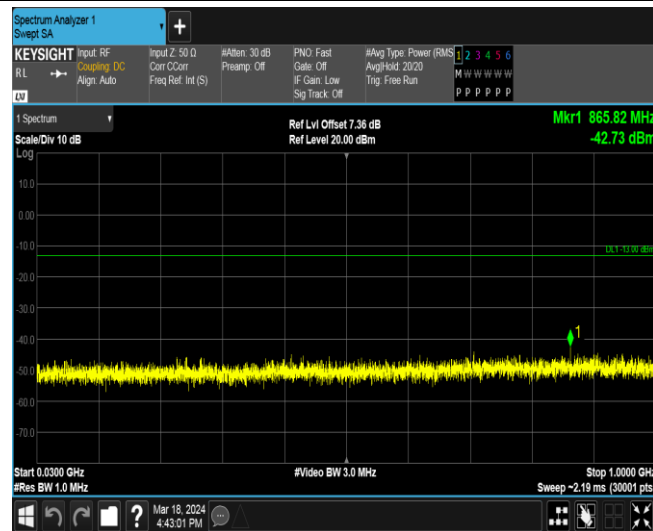 Spectrum Analyzer 1
Swept SA
+
KEYSIGHT
RL
LXI
Input: RF
Coupling: DC
Align: Auto
Input Z: 50 Ω
Corr CCorr
Freq Ref: Int (S)
#Atten: 30 dB
Preamp: Off
PNO: Fast
Gate: Off
IF Gain: Low
Sig Track: Off
#Avg Type: Power (RMS
Avg|Hold: 20/20
Trig: Free Run
1 2 3 4 5 6
M W W W W W
P P P P P P
1 Spectrum
Scale/Div 10 dB
Log
Ref Lvl Offset 7.36 dB
Ref Level 20.00 dBm
Mkr1 865.82 MHz
-42.73 dBm
10.0
0.00
-10.0
DL1 -13.00 dBm
-20.0
-30.0
-40.0
1
-50.0
-60.0
-70.0
Start 0.0300 GHz
#Video BW 3.0 MHz
Stop 1.0000 GHz
#Res BW 1.0 MHz
Sweep ~2.19 ms (30001 pts
?
Mar 18, 2024
4:43:01 PM